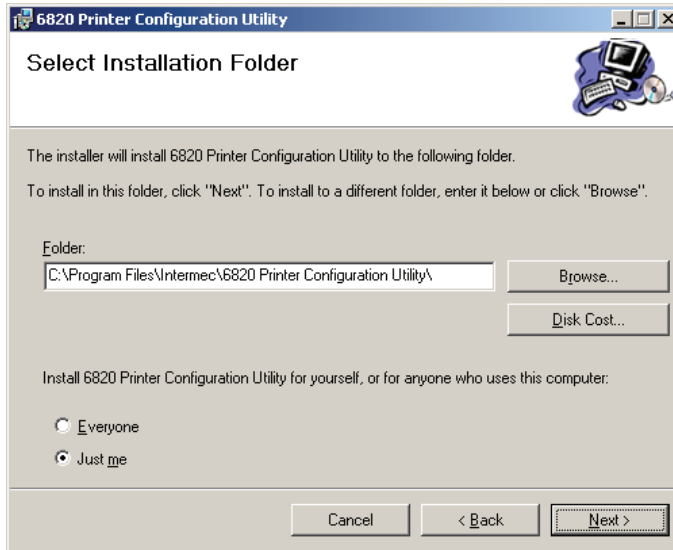 6820 Printer Configuration Utility
Select Installation Folder
The installer will install 6820 Printer Configuration Utility to the following folder.
To install in this folder, click "Next". To install to a different folder, enter it below or click "Browse".
Folder:
C:\Program Files\Intermec\6820 Printer Configuration Utility\
Browse...
Disk Cost...
Install 6820 Printer Configuration Utility for yourself, or for anyone who uses this computer:
Everyone
Just me
Cancel
< Back
Next >